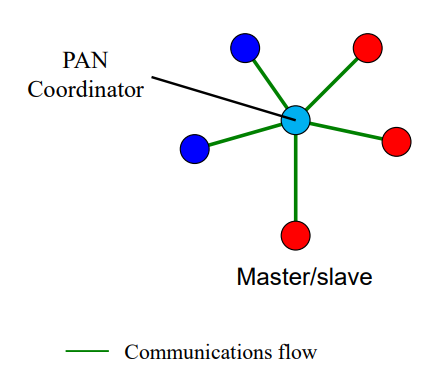 PAN
Coordinator
Master/slave
Communications flow